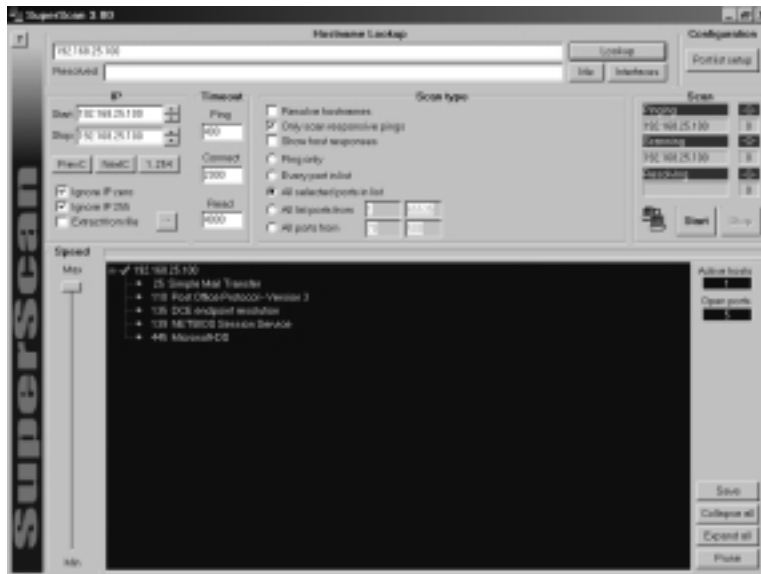 SuperScan 3.00
?
Hostname Lookup
Configuration
192.168.25.100
Lookup
Port list setup
Resolved
Me
Interfaces
IP
Timeout
Scan type
Scan
Start 192.168.25.100
Ping
Resolve hostnames
Pinging
Only scan responsive pings
192.168.25.100
0
Stop 192.168.25.100
400
Show host responses
Scanning
PrevC
NextC
1..254
Connect
Ping only
192.168.25.100
0
2000
Every port in list
Resolving
Ignore IP zero
All selected ports in list
0
Ignore IP 255
Read
All list ports from
Extract from file
4000
All ports from
Start
Stop
Speed
Max
192.168.25.100
Active hosts
25 Simple Mail Transfer
1
110 Post Office Protocol - Version 3
Open ports
135 DCE endpoint resolution
5
139 NETBIOS Session Service
445 Microsoft-DS
SuperScan
Save
Collapse all
Expand all
Min
Prune